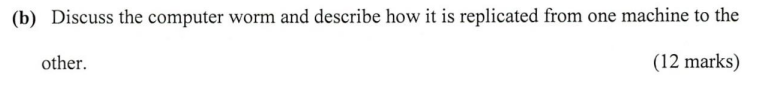 (b) Discuss the computer worm and describe how it is replicated from one machine to the
other. (12 marks)